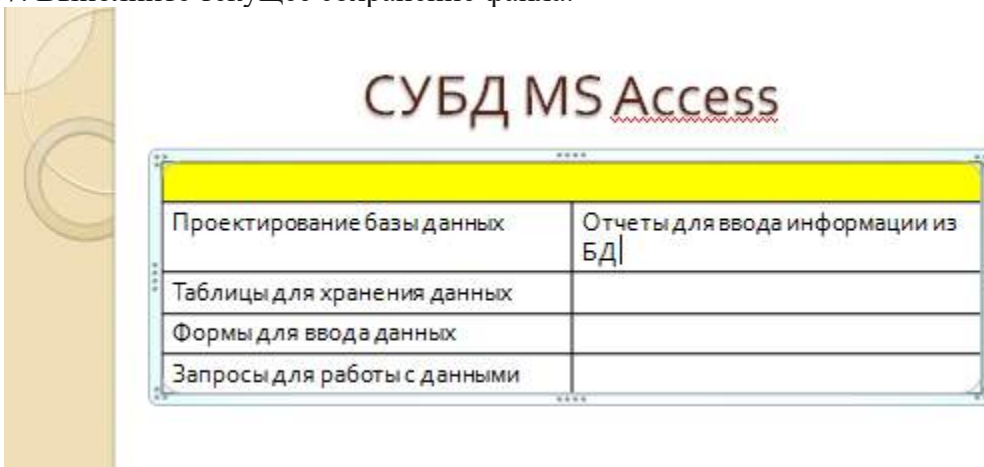 СУБД MS Access
Проектирование базы данных
Отчеты для ввода информации из
БД
Таблицы для хранения данных
Формы для ввода данных
Запросы для работы с данными